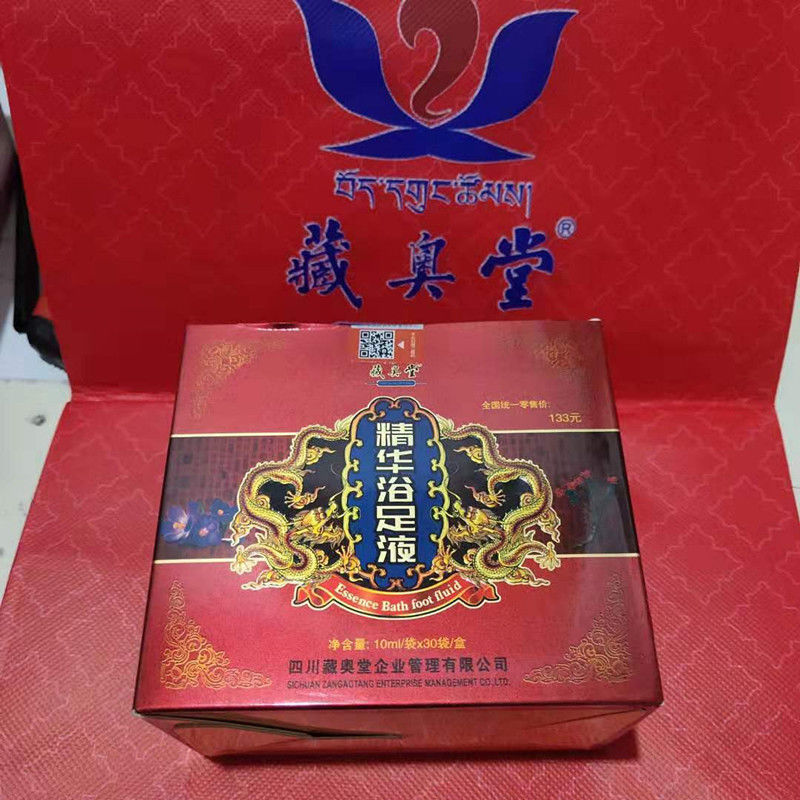 བོད་དཀུང་ཚོམས།
藏奥堂®
藏奥堂®
全国统一零售价:
133元
精华浴足液
Essence Bath foot fluid
净含量: 10ml/袋x30袋/盒
四川藏奥堂企业管理有限公司
SICHUAN ZANGAOTANG ENTERPRISE MANAGEMENT CO.,LTD.